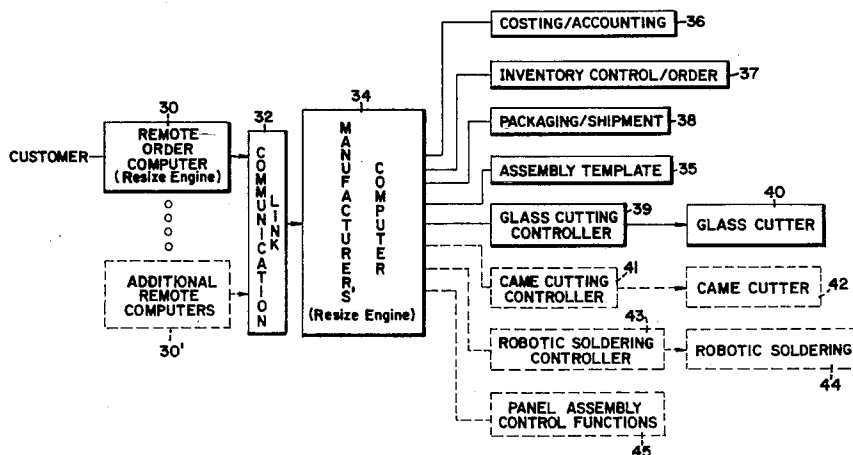 COSTING/ACCOUNTING
36
INVENTORY CONTROL/ORDER
37
PACKAGING/SHIPMENT
38
ASSEMBLY TEMPLATE
35
CUSTOMER
30
REMOTE
ORDER
COMPUTER
(Resize Engine)
32
COMMUNICATION
LINK
34
MANUFACTURERS'
COMPUTER
(Resize Engine)
39
GLASS CUTTING
CONTROLLER
40
GLASS CUTTER
ADDITIONAL
REMOTE
COMPUTERS
30'
41
CAME CUTTING
CONTROLLER
CAME CUTTER
42
43
ROBOTIC SOLDERING
CONTROLLER
ROBOTIC SOLDERING
44
PANEL ASSEMBLY
CONTROL FUNCTIONS
45